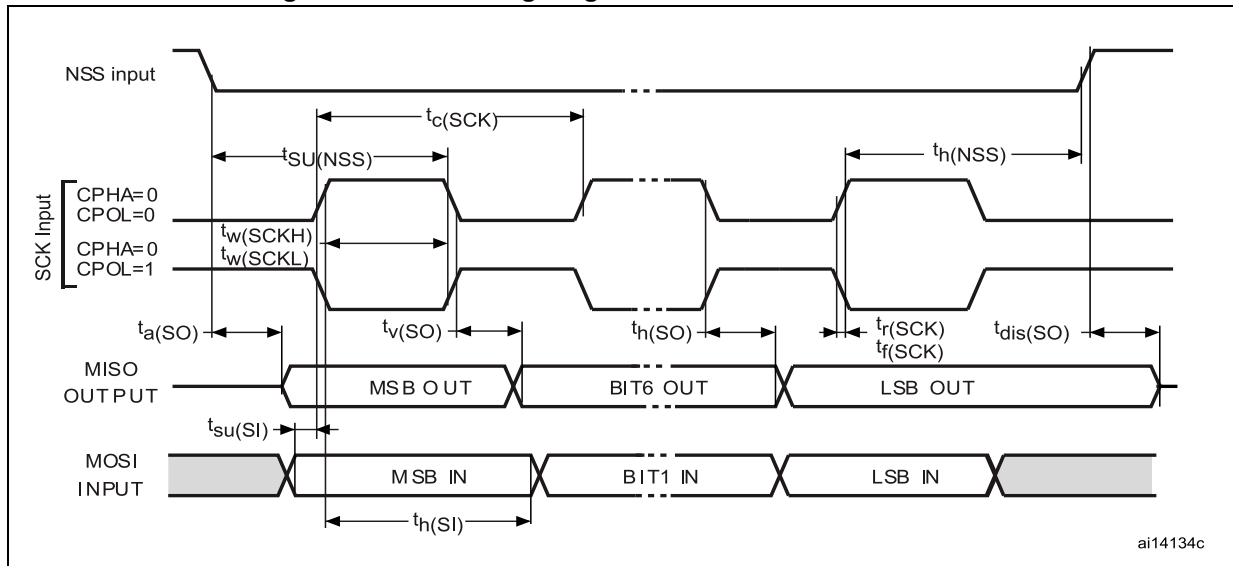 NSS input
tc(SCK)
tSU(NSS)
th(NSS)
SCK Input
CPHA=0
CPOL=0
CPHA=0
CPOL=1
tw(SCKH)
tw(SCKL)
ta(SO)
tv(SO)
th(SO)
tr(SCK)
tf(SCK)
tdis(SO)
MISO
OUTPUT
MSB OUT
BIT6 OUT
LSB OUT
tsu(SI)
MOSI
INPUT
MSB IN
BIT1 IN
LSB IN
th(SI)
ai14134c